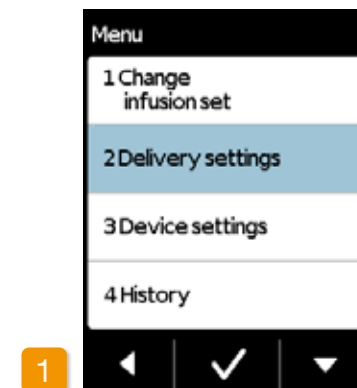 Menu
1 Change
infusion set
2 Delivery settings
3 Device settings
4 History
1